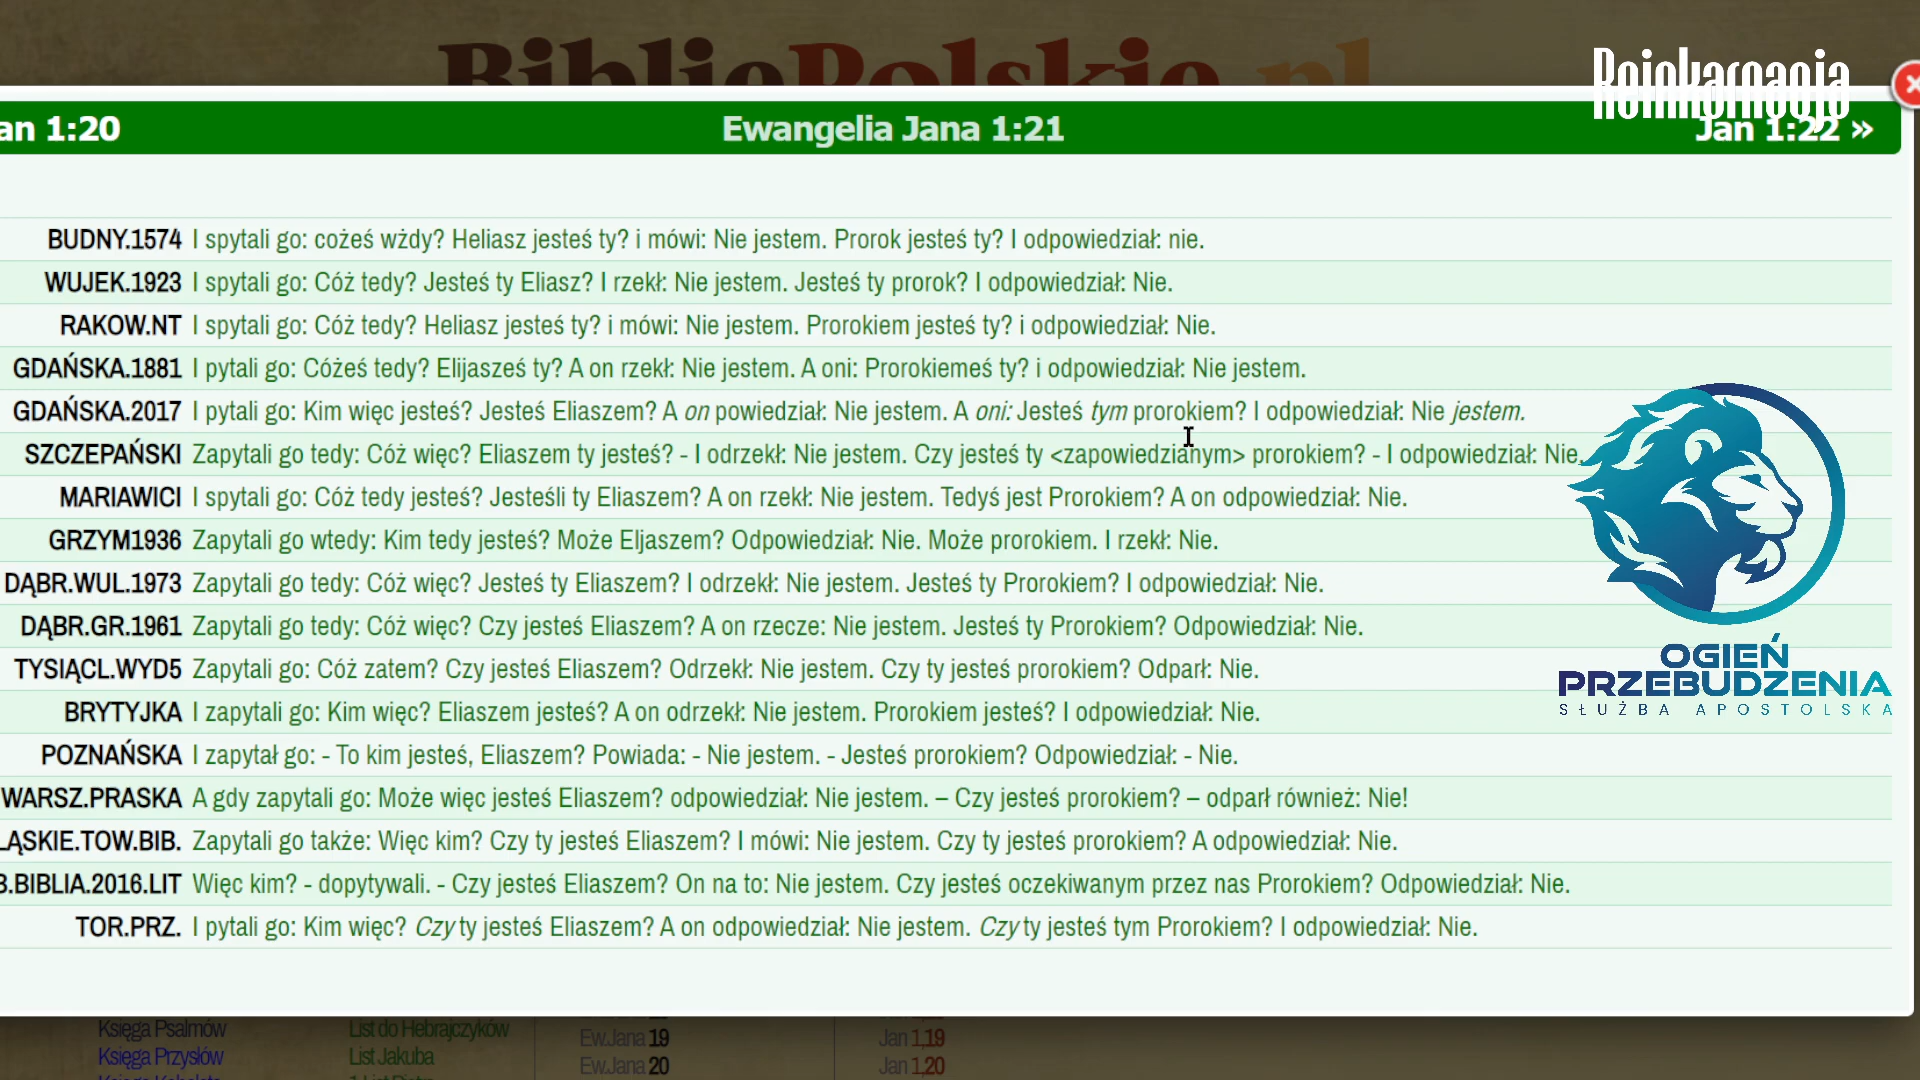 BibliePolskie.pl
Reinkarnacja
an 1:20 Ewangelia Jana 1:21 Jan 1:22 »
BUDNY.1574 I spytali go: cożeś wżdy? Heliasz jesteś ty? i mówi: Nie jestem. Prorok jesteś ty? I odpowiedział: nie.
WUJEK.1923 I spytali go: Cóż tedy? Jesteś ty Eliasz? I rzekł: Nie jestem. Jesteś ty prorok? I odpowiedział: Nie.
RAKOW.NT I spytali go: Cóż tedy? Heliasz jesteś ty? i mówi: Nie jestem. Prorokiem jesteś ty? i odpowiedział: Nie.
GDAŃSKA.1881 I pytali go: Cóżeś tedy? Elijasześ ty? A on rzekł: Nie jestem. A oni: Prorokiemeś ty? i odpowiedział: Nie jestem.
GDAŃSKA.2017 I pytali go: Kim więc jesteś? Jesteś Eliaszem? A on powiedział: Nie jestem. A oni: Jesteś tym prorokiem? I odpowiedział: Nie jestem.
SZCZEPAŃSKI Zapytali go tedy: Cóż więc? Eliaszem ty jesteś? - I odrzekł: Nie jestem. Czy jesteś ty <zapowiedzianym> prorokiem? - I odpowiedział: Nie.
MARIAWICI I spytali go: Cóż tedy jesteś? Jesteśli ty Eliaszem? A on rzekł: Nie jestem. Tedyś jest Prorokiem? A on odpowiedział: Nie.
GRZYM1936 Zapytali go wtedy: Kim tedy jesteś? Może Eljaszem? Odpowiedział: Nie. Może prorokiem. I rzekł: Nie.
DĄBR.WUL.1973 Zapytali go tedy: Cóż więc? Jesteś ty Eliaszem? I odrzekł: Nie jestem. Jesteś ty Prorokiem? I odpowiedział: Nie.
DĄBR.GR.1961 Zapytali go tedy: Cóż więc? Czy jesteś Eliaszem? A on rzecze: Nie jestem. Jesteś ty Prorokiem? Odpowiedział: Nie.
TYSIĄCL.WYD5 Zapytali go: Cóż zatem? Czy jesteś Eliaszem? Odrzekł: Nie jestem. Czy ty jesteś prorokiem? Odparł: Nie.
BRYTYJKA I zapytali go: Kim więc? Eliaszem jesteś? A on odrzekł: Nie jestem. Prorokiem jesteś? I odpowiedział: Nie.
POZNAŃSKA I zapytał go: - To kim jesteś, Eliaszem? Powiada: - Nie jestem. - Jesteś prorokiem? Odpowiedział: - Nie.
WARSZ.PRASKA A gdy zapytali go: Może więc jesteś Eliaszem? odpowiedział: Nie jestem. – Czy jesteś prorokiem? – odparł również: Nie!
LĄSKIE.TOW.BIB. Zapytali go także: Więc kim? Czy ty jesteś Eliaszem? I mówi: Nie jestem. Czy ty jesteś prorokiem? A odpowiedział: Nie.
B.BIBLIA.2016.LIT Więc kim? - dopytywali. - Czy jesteś Eliaszem? On na to: Nie jestem. Czy jesteś oczekiwanym przez nas Prorokiem? Odpowiedział: Nie.
TOR.PRZ. I pytali go: Kim więc? Czy ty jesteś Eliaszem? A on odpowiedział: Nie jestem. Czy ty jesteś tym Prorokiem? I odpowiedział: Nie.
OGIEŃ
PRZEBUDZENIA
SŁUŻBA APOSTOLSKA
Księga Psalmów List do Hebrajczyków Ew.Jana 19 Jan 1,19
Księga Przysłów List Jakuba Ew.Jana 20 Jan 1,20